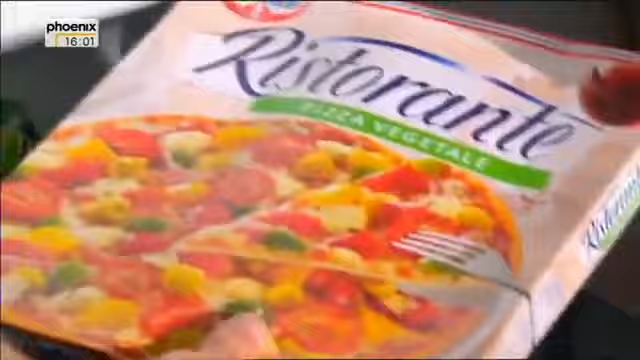 phoenix
16:01
Ristorante
PIZZA VEGETALE
Ristorante